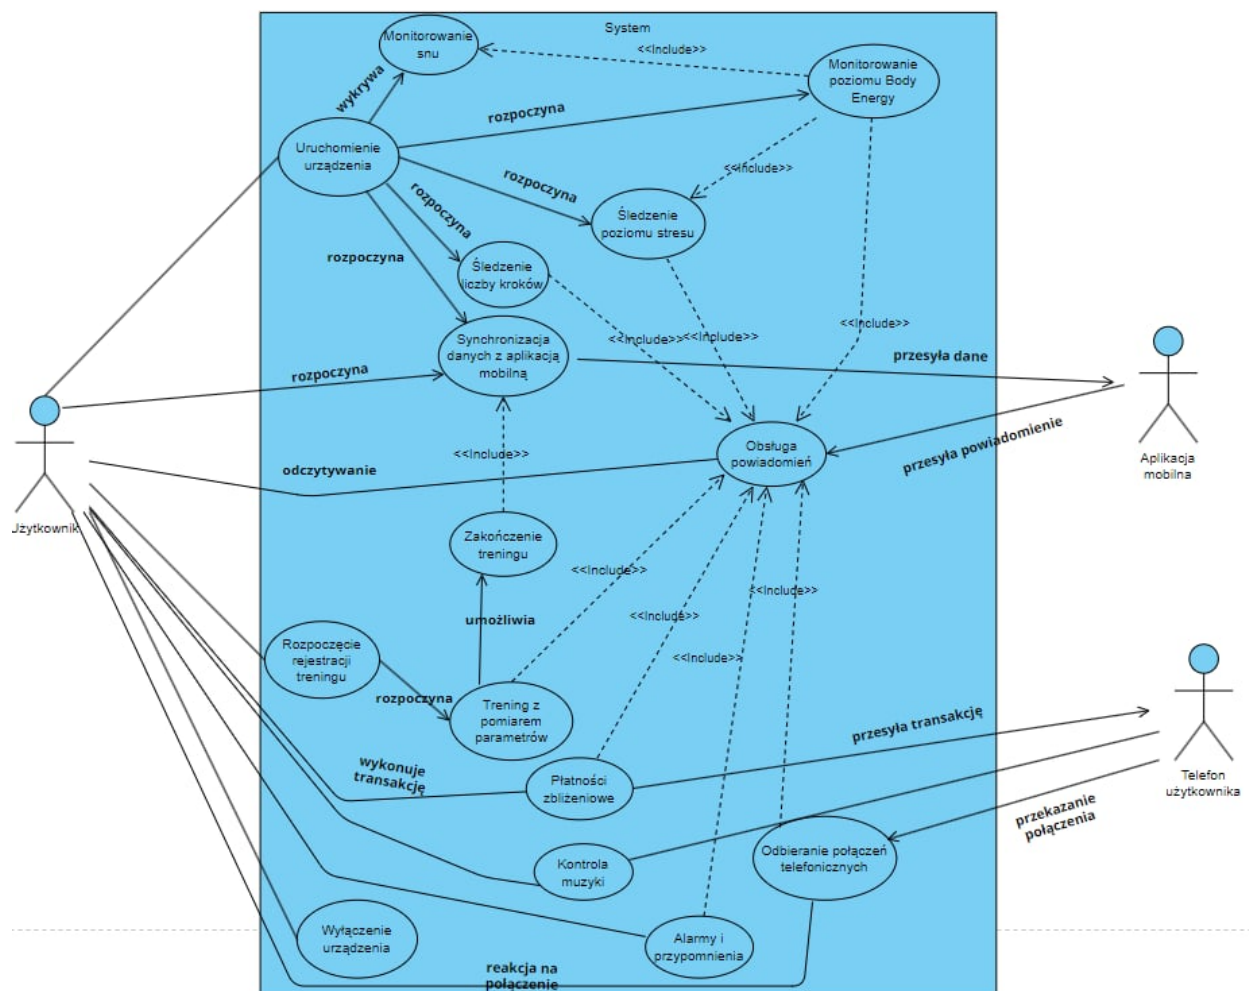 System
Monitorowanie
snu
<<Include>>
Monitorowanie
poziomu Body
Energy
wykrywa
rozpoczyna
Uruchomienie
urządzenia
<<Include>>
rozpoczyna
rozpoczyna
Śledzenie
poziomu stresu
rozpoczyna
Śledzenie
liczby kroków
<<Include>>
<<Include>>
<<Include>>
Synchronizacja
danych z aplikacją
mobilną
przesyła dane
rozpoczyna
Obsługa
powiadomień
przesyła powiadomienie
Aplikacja
mobilna
<<Include>>
odczytywanie
Użytkownik
Zakończenie
treningu
<<Include>>
<<Include>>
<<Include>>
umożliwia
<<Include>>
Rozpoczęcie
rejestracji
treningu
rozpoczyna
Trening z
pomiarem
parametrów
przesyła transakcję
wykonuje
transakcję
Płatności
zbliżeniowe
Telefon
użytkownika
przekazanie
połączenia
Kontrola
muzyki
Odbieranie połączeń
telefonicznych
Wyłączenie
urządzenia
Alarmy i
przypomnienia
reakcja na
połączenie